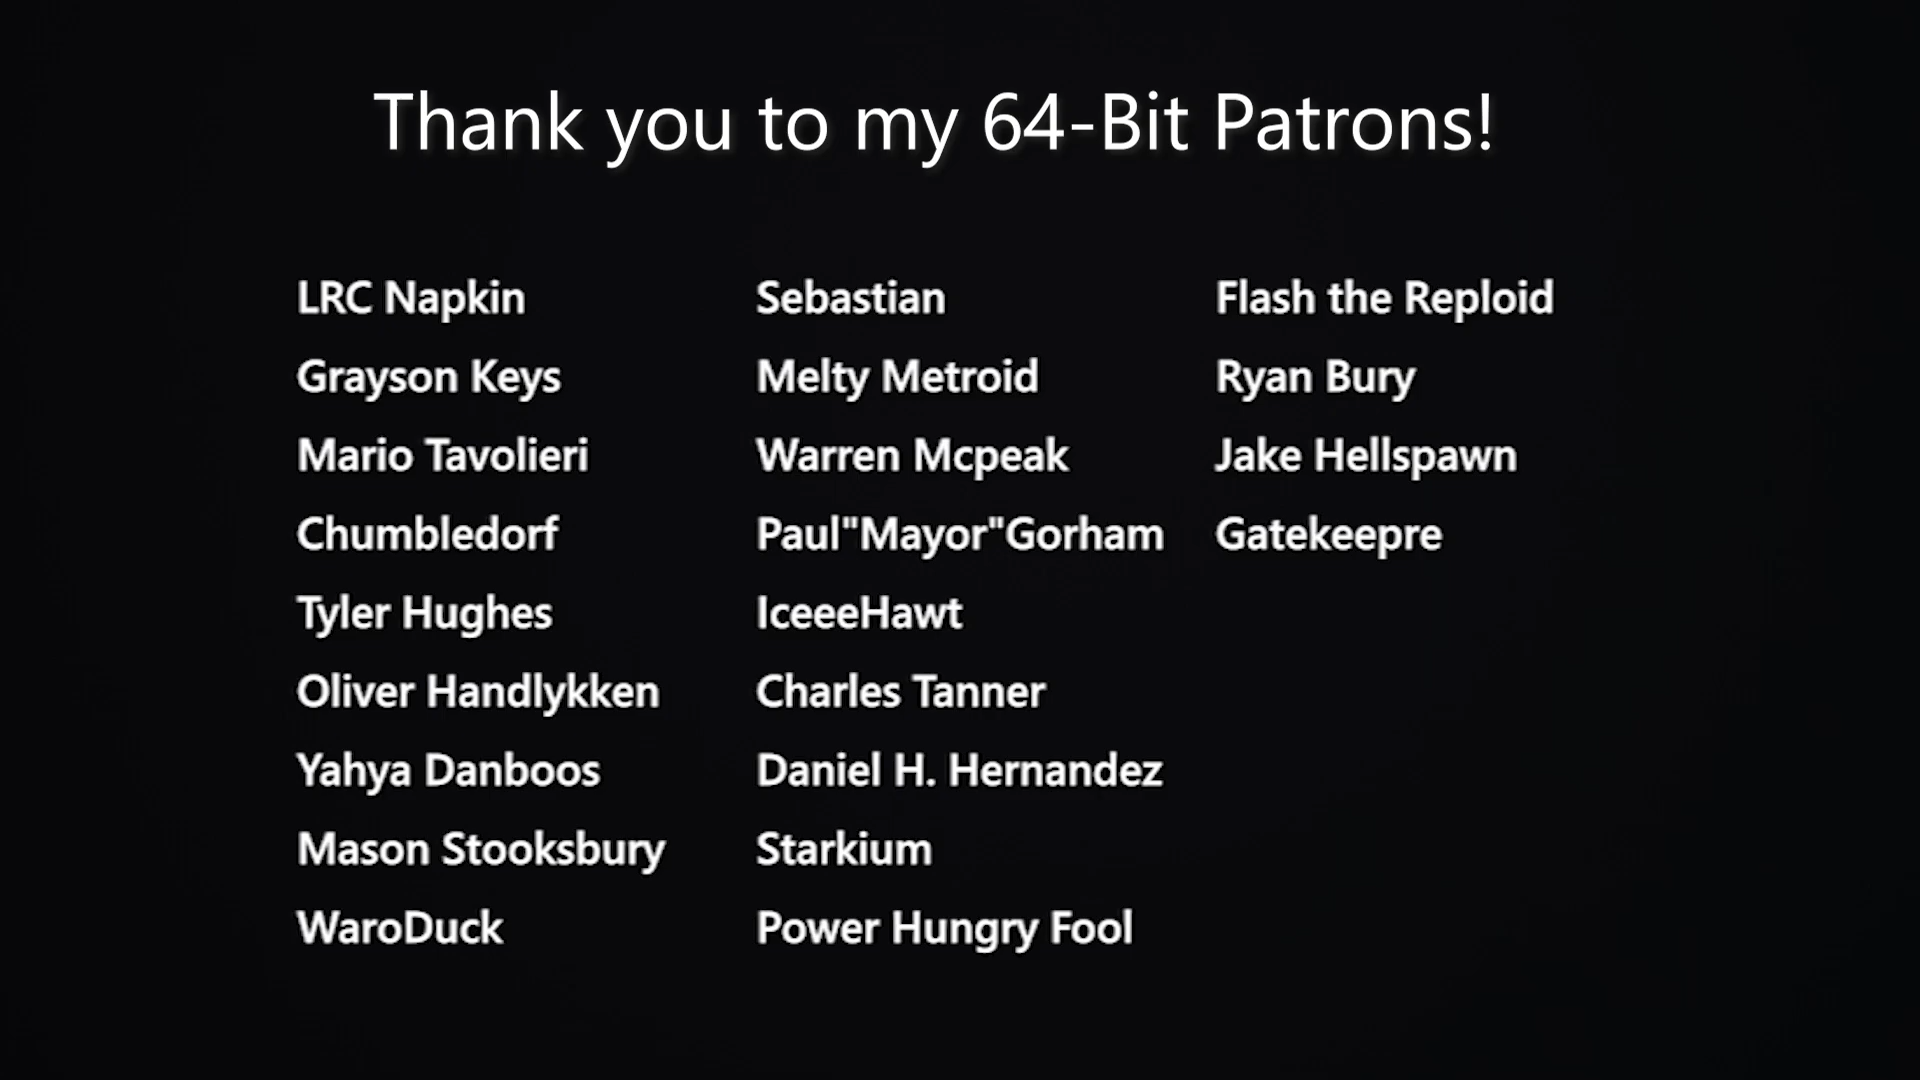 Thank you to my 64-Bit Patrons!
LRC Napkin
Grayson Keys
Mario Tavolieri
Chumbledorf
Tyler Hughes
Oliver Handlykken
Yahya Danboos
Mason Stooksbury
WaroDuck
Sebastian
Melty Metroid
Warren Mcpeak
Paul"Mayor"Gorham
IceeeHawt
Charles Tanner
Daniel H. Hernandez
Starkium
Power Hungry Fool
Flash the Reploid
Ryan Bury
Jake Hellspawn
Gatekeepre